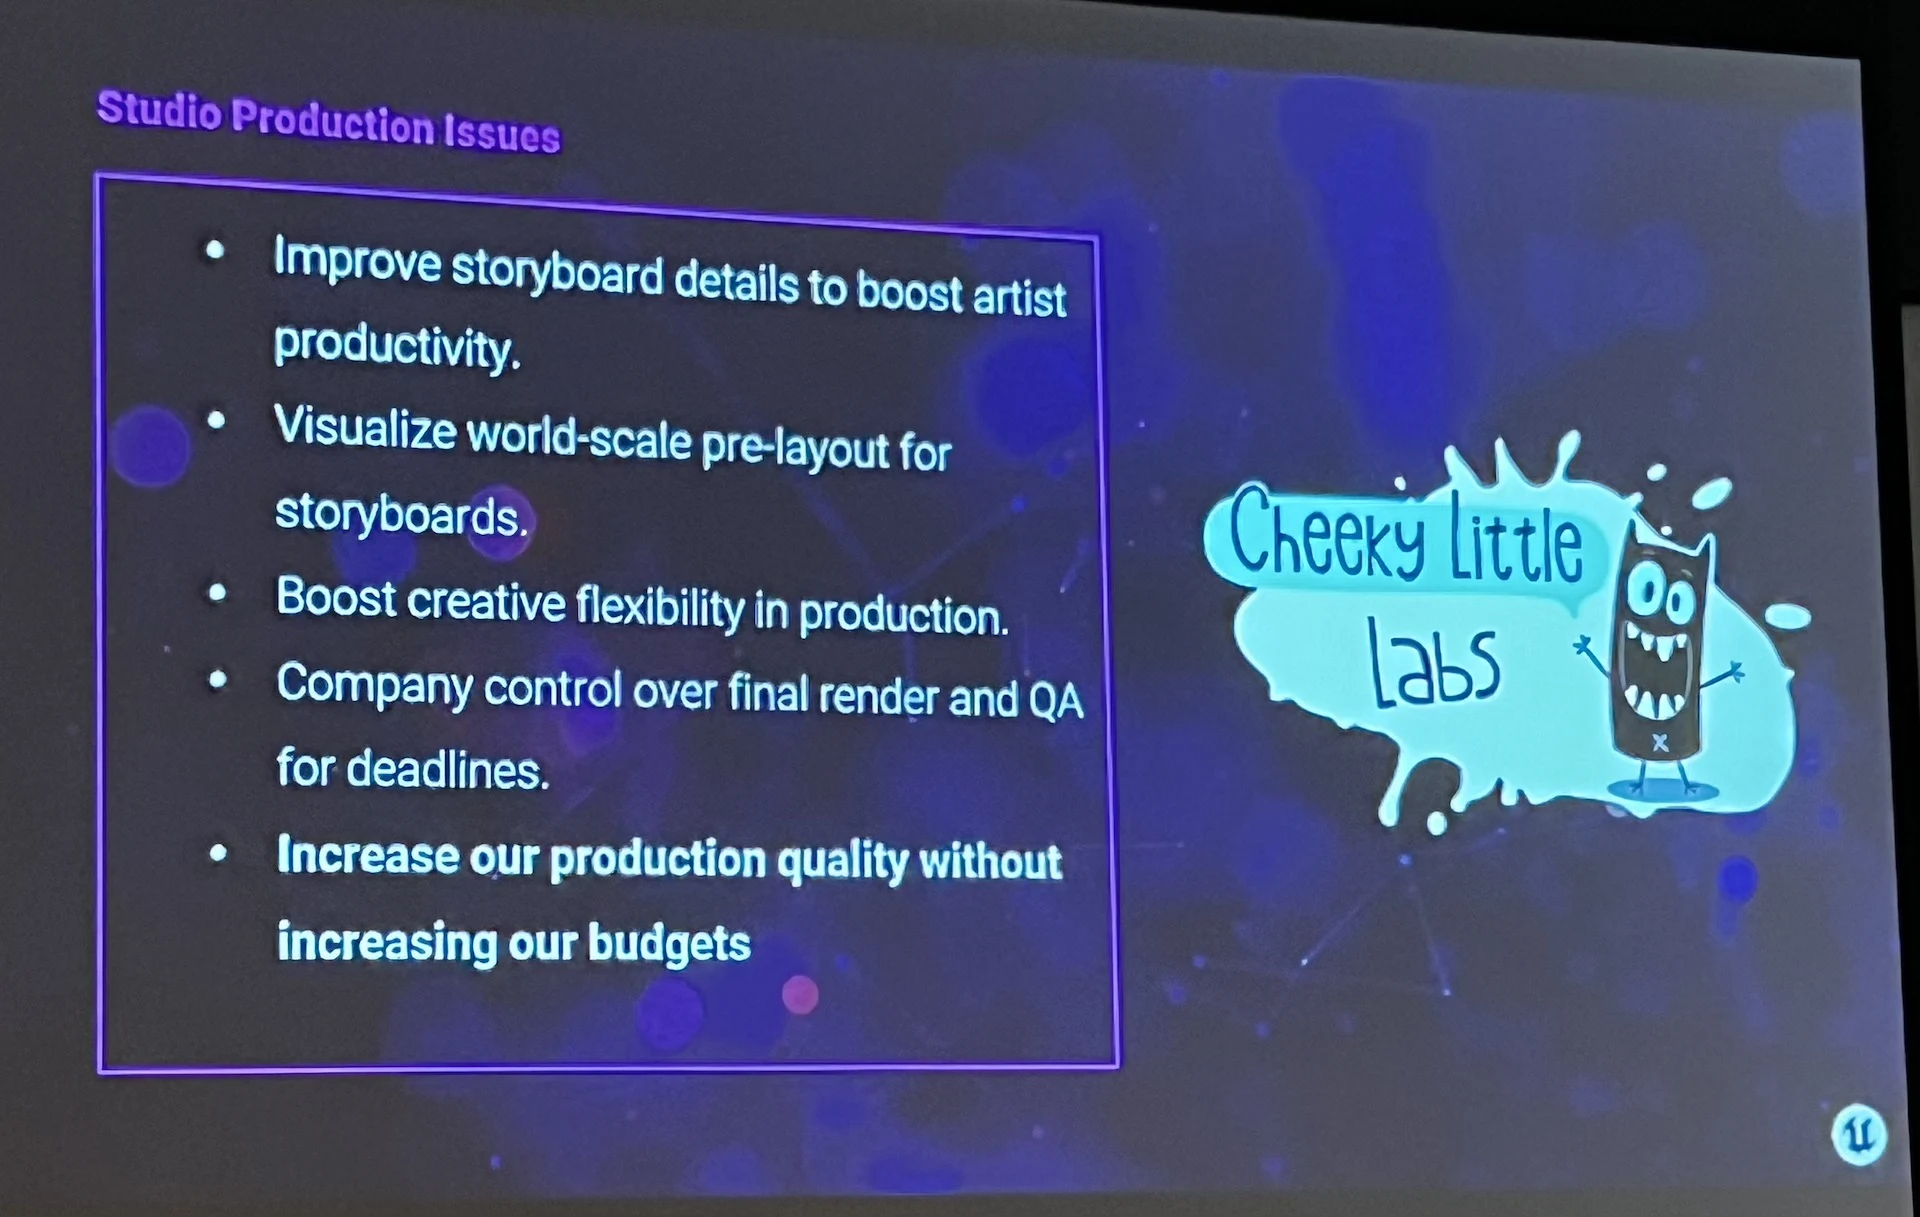 Studio Production Issues
• Improve storyboard details to boost artist
productivity.
• Visualize world-scale pre-layout for
storyboards.
• Boost creative flexibility in production.
• Company control over final render and QA
for deadlines.
• Increase our production quality without
increasing our budgets
Cheeky Little
Labs